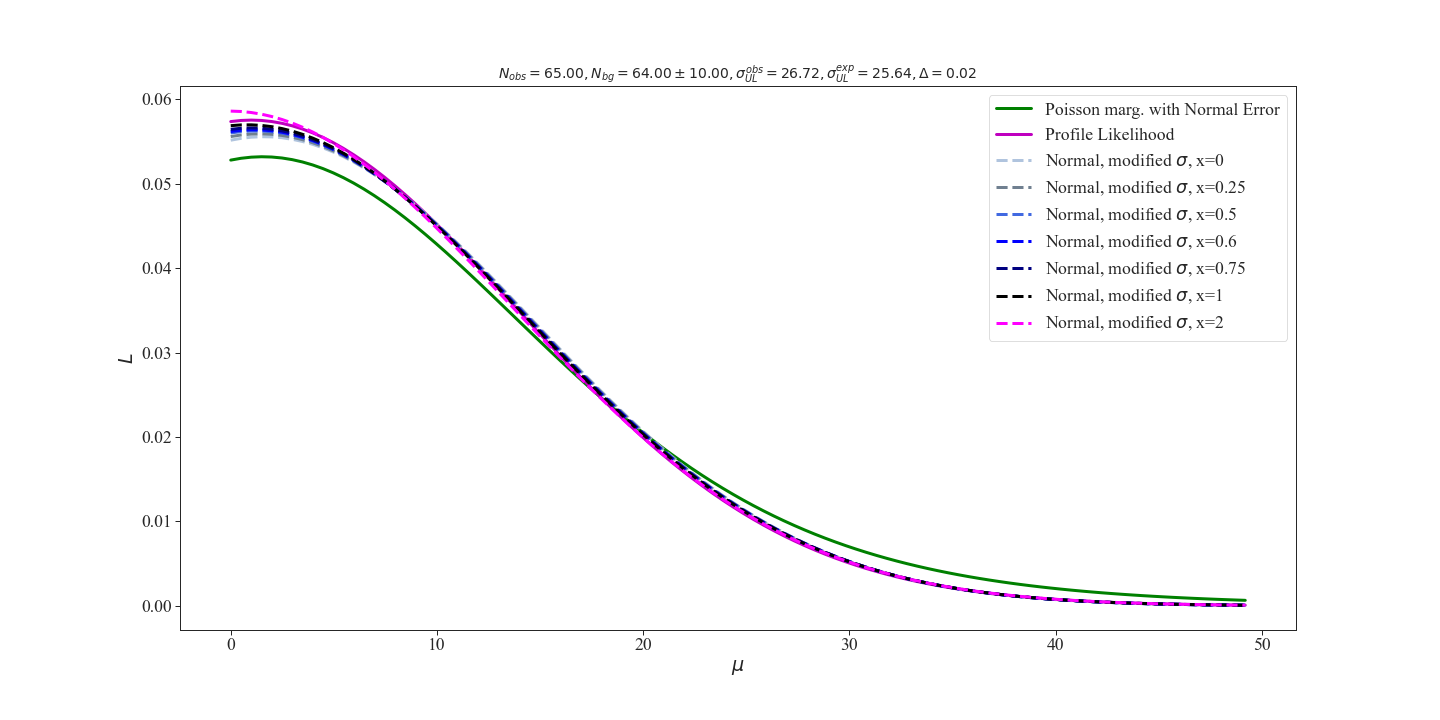 N_obs = 65.00, N_bg = 64.00 ± 10.00, σ_UL^obs = 26.72, σ_UL^exp = 25.64, Δ = 0.02
Poisson marg. with Normal Error
Profile Likelihood
Normal, modified σ, x=0
Normal, modified σ, x=0.25
Normal, modified σ, x=0.5
Normal, modified σ, x=0.6
Normal, modified σ, x=0.75
Normal, modified σ, x=1
Normal, modified σ, x=2
0.06
0.05
0.04
0.03
0.02
0.01
0.00
L
0 10 20 30 40 50
μ